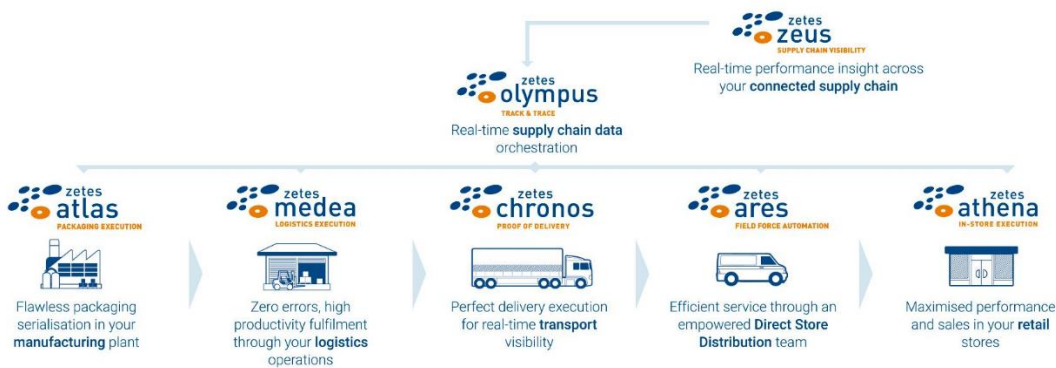 zetes
zeus
SUPPLY CHAIN VISIBILITY
Real-time performance insight across
your connected supply chain
zetes
olympus
TRACK & TRACE
Real-time supply chain data
orchestration
zetes
atlas
PACKAGING EXECUTION
Flawless packaging
serialisation in your
manufacturing plant
zetes
medea
LOGISTICS EXECUTION
Zero errors, high
productivity fulfilment
through your logistics
operations
zetes
chronos
PROOF OF DELIVERY
Perfect delivery execution
for real-time transport
visibility
zetes
ares
FIELD FORCE AUTOMATION
Efficient service through an
empowered Direct Store
Distribution team
zetes
athena
IN-STORE EXECUTION
Maximised performance
and sales in your retail
stores